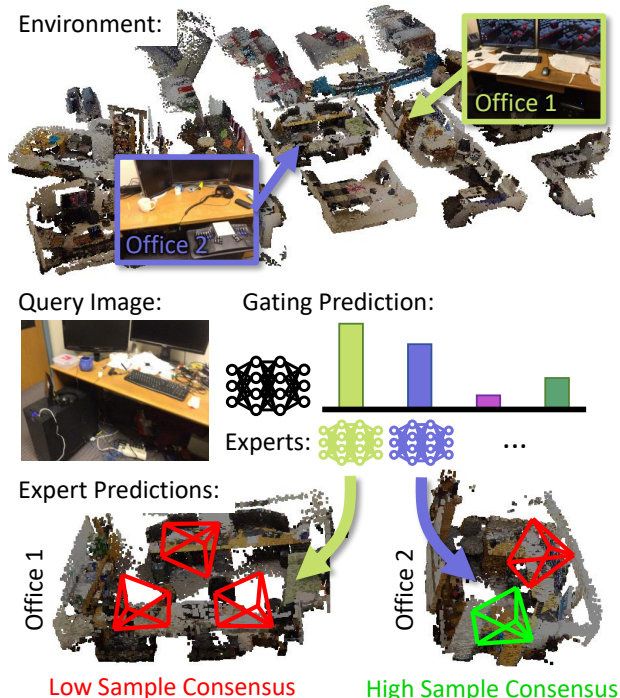 Environment:
Office 1
Office 2
Query Image:
Gating Prediction:
Experts:
...
Expert Predictions:
Office 1
Office 2
Low Sample Consensus
High Sample Consensus